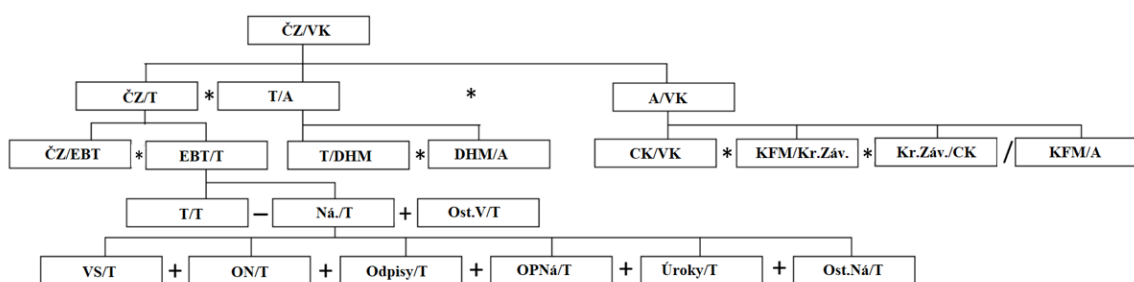 ČZ/VK
ČZ/T * T/A * A/VK
ČZ/EBT * EBT/T T/DHM * DHM/A CK/VK * KFM/Kr.Záv. * Kr.Záv./CK / KFM/A
T/T − Ná./T + Ost.V/T
VS/T + ON/T + Odpisy/T + OPNá/T + Úroky/T + Ost.Ná/T